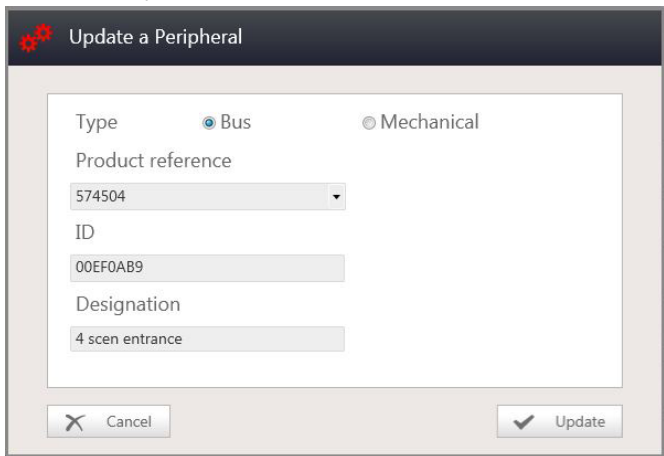 Update a Peripheral
Type Bus Mechanical
Product reference
574504
ID
00EF0AB9
Designation
4 scen entrance
Cancel Update